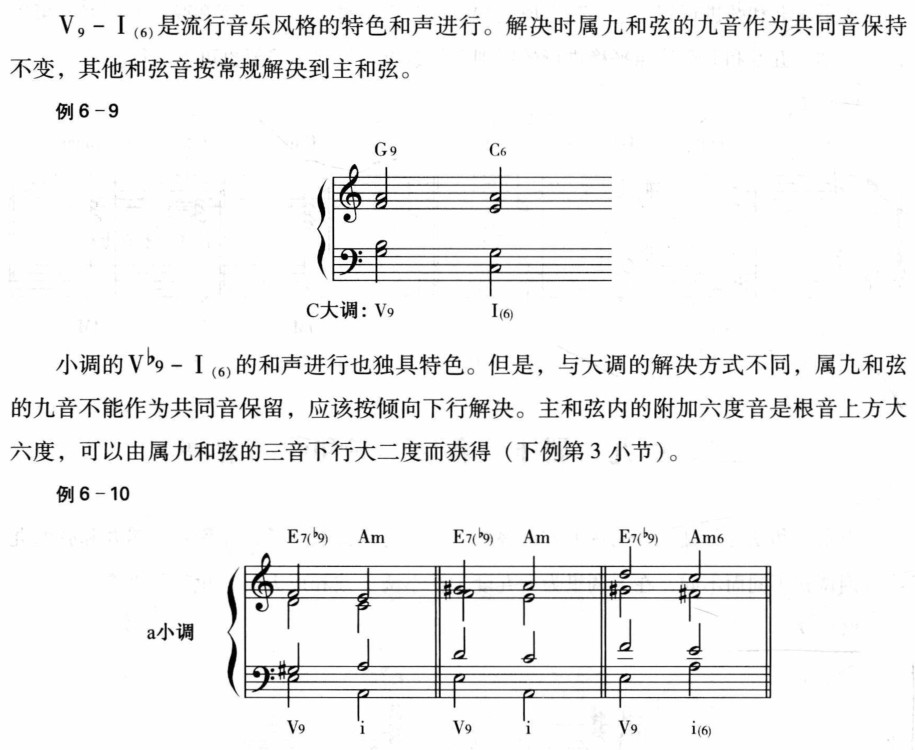 V₉ - I ₍₆₎是流行音乐风格的特色和声进行。解决时属九和弦的九音作为共同音保持
不变，其他和弦音按常规解决到主和弦。
例 6-9
G9 C6
C大调: V9 I(6)
小调的V♭9 - I ₍₆₎的和声进行也独具特色。但是，与大调的解决方式不同，属九和弦
的九音不能作为共同音保留，应该按倾向下行解决。主和弦内的附加六度音是根音上方大
六度，可以由属九和弦的三音下行大二度而获得（下例第 3 小节）。
例 6-10
E7(♭9) Am E7(♭9) Am E7(♭9) Am6
a小调
V9 i V9 i V9 i(6)